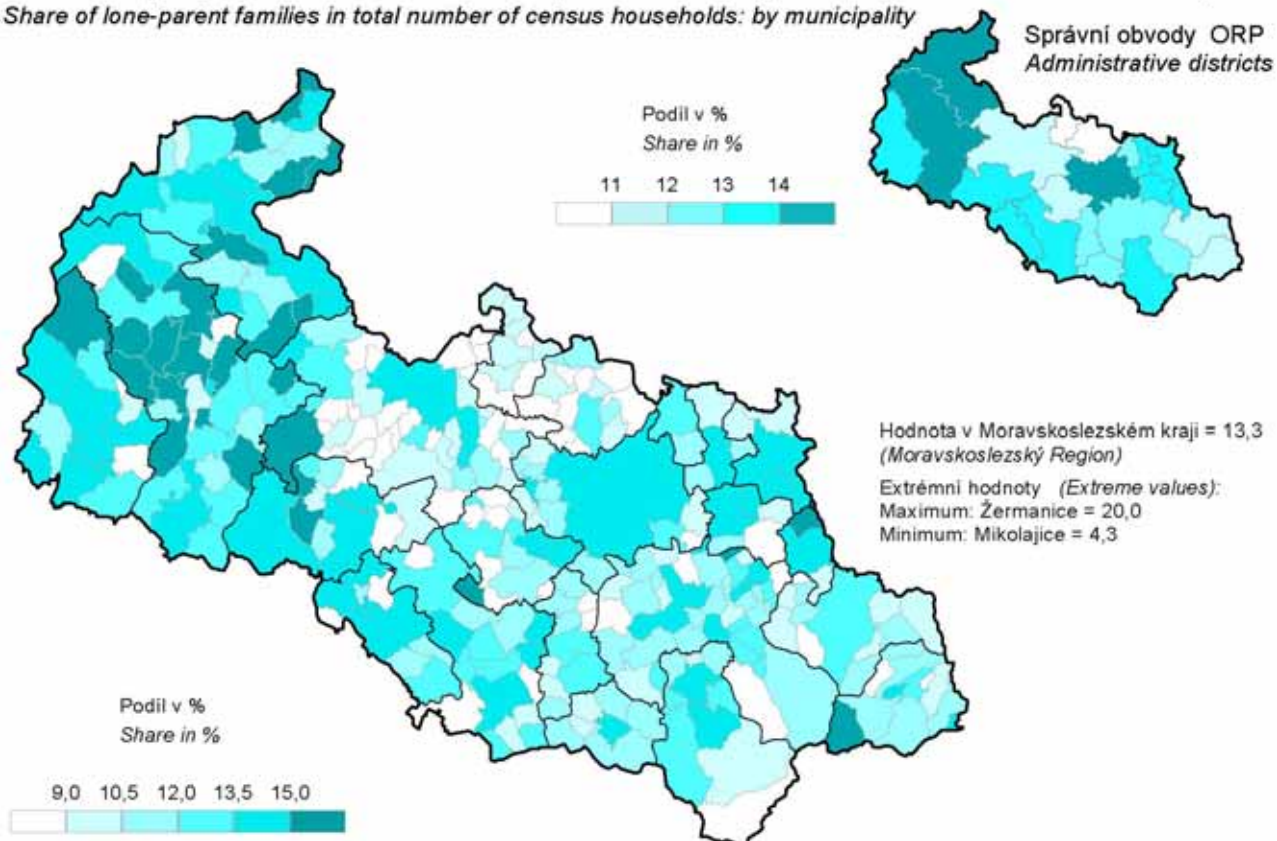 Share of lone-parent families in total number of census households: by municipality
Správní obvody ORP
Administrative districts
Podíl v %
Share in %
11 12 13 14
Hodnota v Moravskoslezském kraji = 13,3
(Moravskoslezský Region)
Extrémní hodnoty (Extreme values):
Maximum: Žermanice = 20,0
Minimum: Mikolajice = 4,3
Podíl v %
Share in %
9,0 10,5 12,0 13,5 15,0